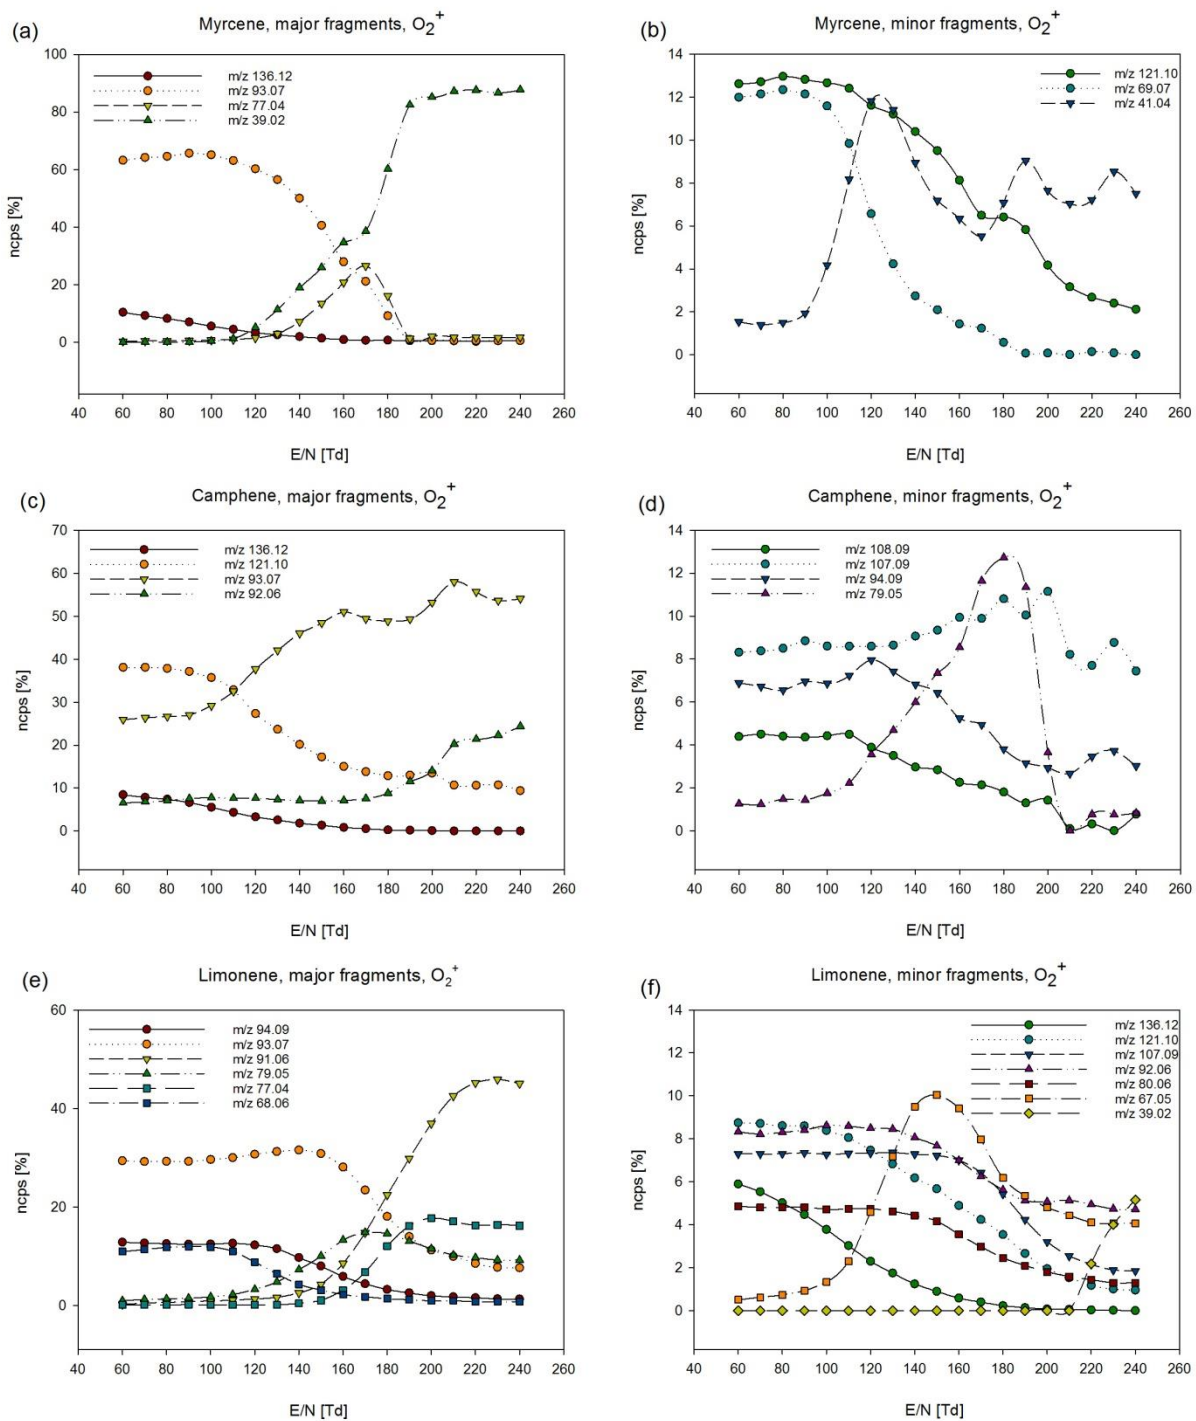 (a)
Myrcene, major fragments, O₂⁺
100
80
60
40
20
0
ncps [%]
m/z 136.12
m/z 93.07
m/z 77.04
m/z 39.02
40 60 80 100 120 140 160 180 200 220 240 260
E/N [Td]
(b)
Myrcene, minor fragments, O₂⁺
14
12
10
8
6
4
2
0
ncps [%]
m/z 121.10
m/z 69.07
m/z 41.04
40 60 80 100 120 140 160 180 200 220 240 260
E/N [Td]
(c)
Camphene, major fragments, O₂⁺
70
60
50
40
30
20
10
0
ncps [%]
m/z 136.12
m/z 121.10
m/z 93.07
m/z 92.06
40 60 80 100 120 140 160 180 200 220 240 260
E/N [Td]
(d)
Camphene, minor fragments, O₂⁺
14
12
10
8
6
4
2
0
ncps [%]
m/z 108.09
m/z 107.09
m/z 94.09
m/z 79.05
40 60 80 100 120 140 160 180 200 220 240 260
E/N [Td]
(e)
Limonene, major fragments, O₂⁺
60
40
20
0
ncps [%]
m/z 94.09
m/z 93.07
m/z 91.06
m/z 79.05
m/z 77.04
m/z 68.06
40 60 80 100 120 140 160 180 200 220 240 260
E/N [Td]
(f)
Limonene, minor fragments, O₂⁺
14
12
10
8
6
4
2
0
ncps [%]
m/z 136.12
m/z 121.10
m/z 107.09
m/z 92.06
m/z 80.06
m/z 67.05
m/z 39.02
40 60 80 100 120 140 160 180 200 220 240 260
E/N [Td]